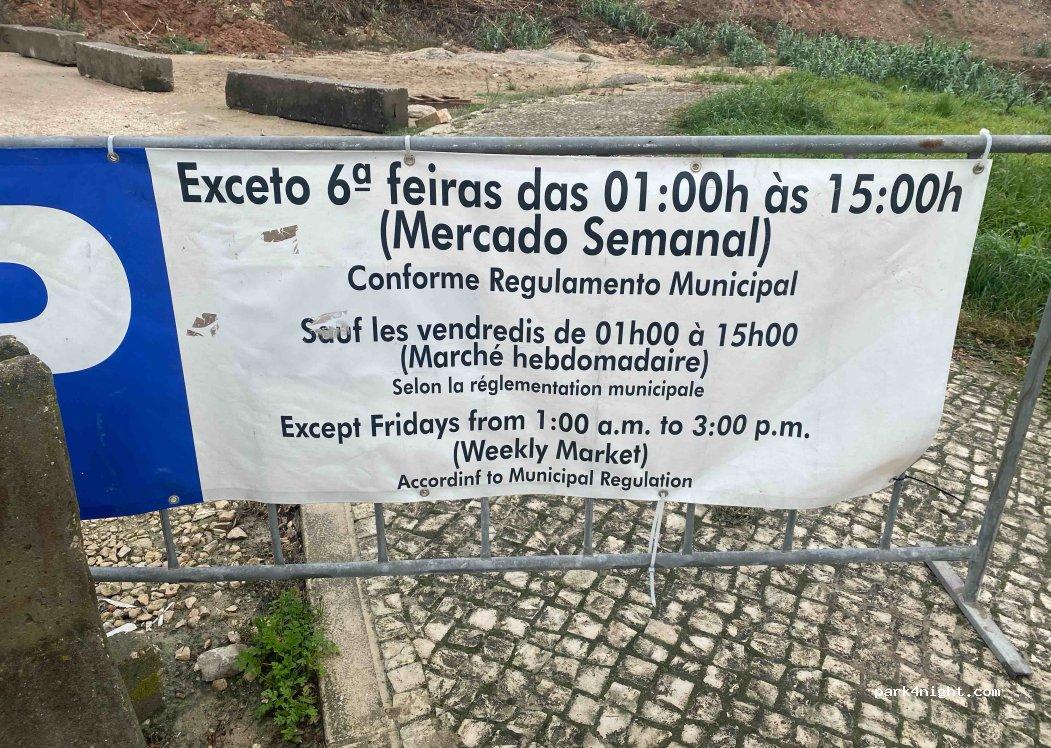 P
Exceto 6ª feiras das 01:00h às 15:00h
(Mercado Semanal)
Conforme Regulamento Municipal
Sauf les vendredis de 01h00 à 15h00
(Marché hebdomadaire)
Selon la réglementation municipale
Except Fridays from 1:00 a.m. to 3:00 p.m.
(Weekly Market)
Accordinf to Municipal Regulation
park4night.com